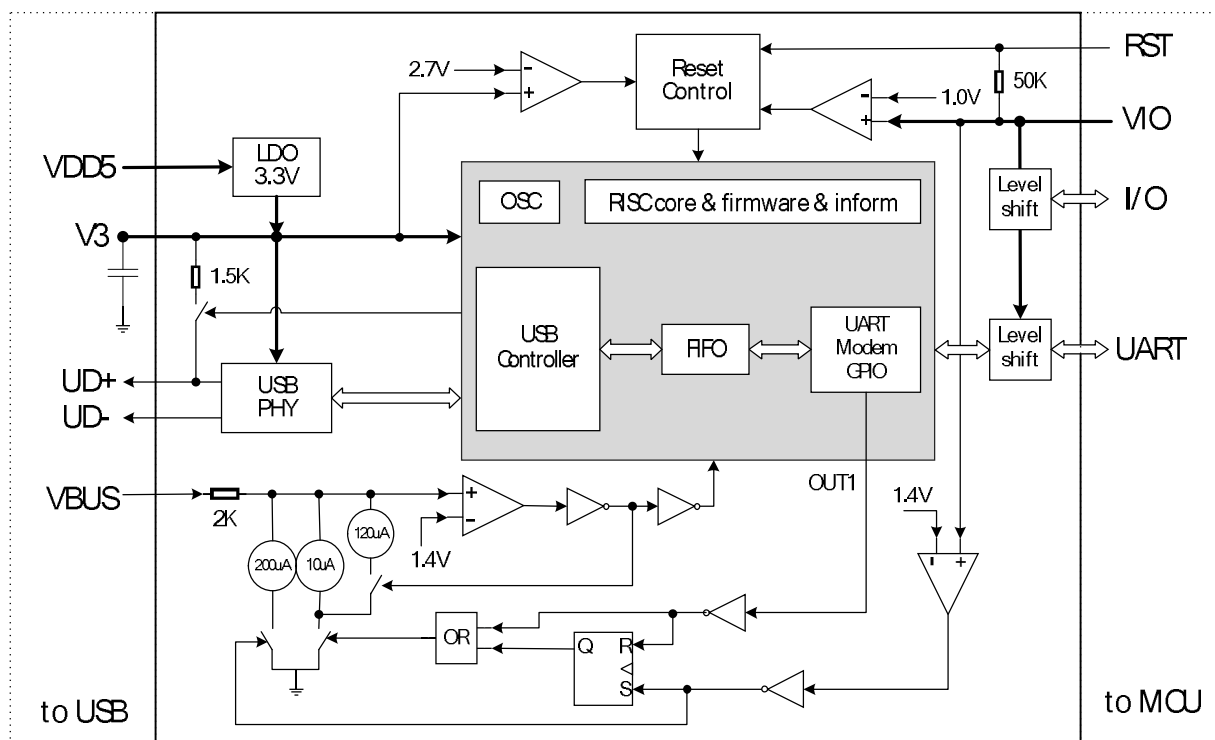 RST
2.7V
-
+
Reset
Control
50K
-
+
1.0V
VIO
VDD5
LDO
3.3V
OSC
RISC core & firmware & inform
Level
shift
I/O
V3
1.5K
USB
Controller
FIFO
UART
Modem
GPIO
Level
shift
UART
UD+
UD-
USB
PHY
VBUS
2K
+
-
1.4V
OUT1
1.4V
120uA
200uA
10uA
-
+
OR
Q
R
<
S
to USB
to MCU